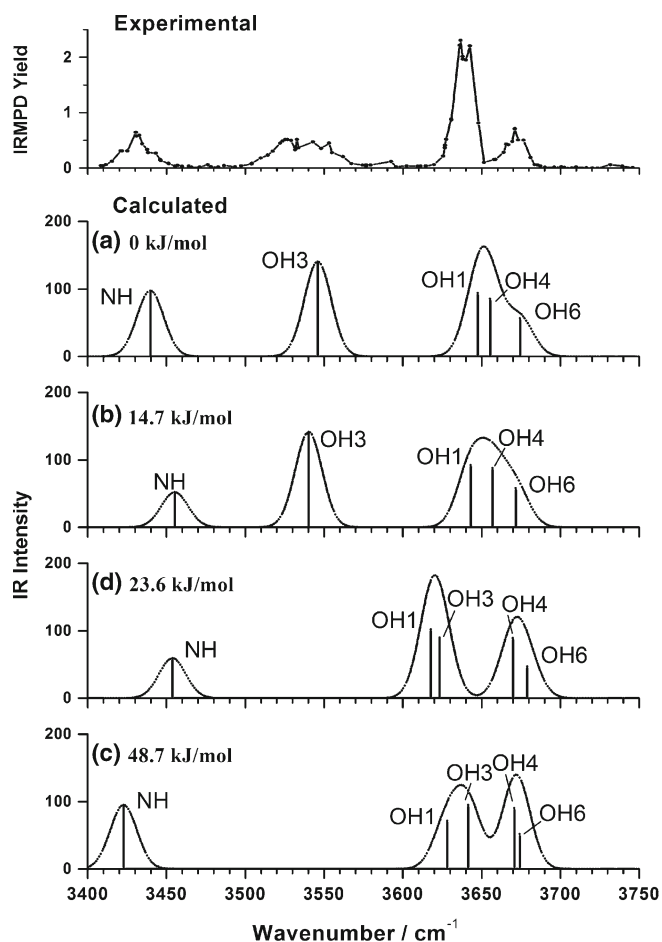 Experimental
IRMPD Yield
2
1
0
Calculated
IR Intensity
200
100
0
(a) 0 kJ/mol
NH
OH3
OH1
OH4
OH6
200
100
0
(b) 14.7 kJ/mol
NH
OH3
OH1
OH4
OH6
200
100
0
(d) 23.6 kJ/mol
NH
OH1
OH3
OH4
OH6
200
100
0
(c) 48.7 kJ/mol
NH
OH1
OH3
OH4
OH6
3400 3450 3500 3550 3600 3650 3700 3750
Wavenumber / cm⁻¹